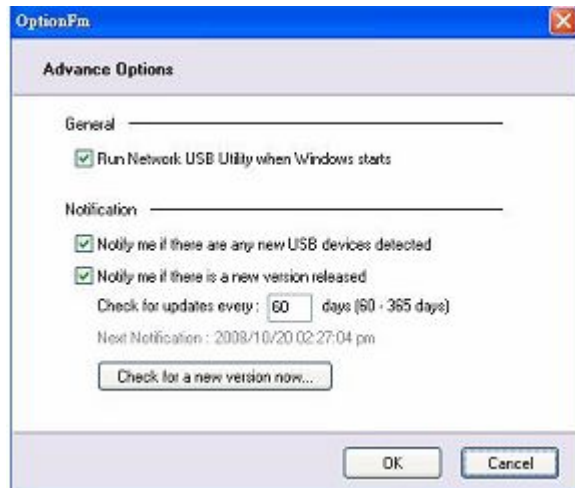 OptionFm
Advance Options
General
Run Network USB Utility when Windows starts
Notification
Notify me if there are any new USB devices detected
Notify me if there is a new version released
Check for updates every : 60 days (60 - 365 days)
Next Notification : 2008/10/20 02:27:04 pm
Check for a new version now...
OK
Cancel